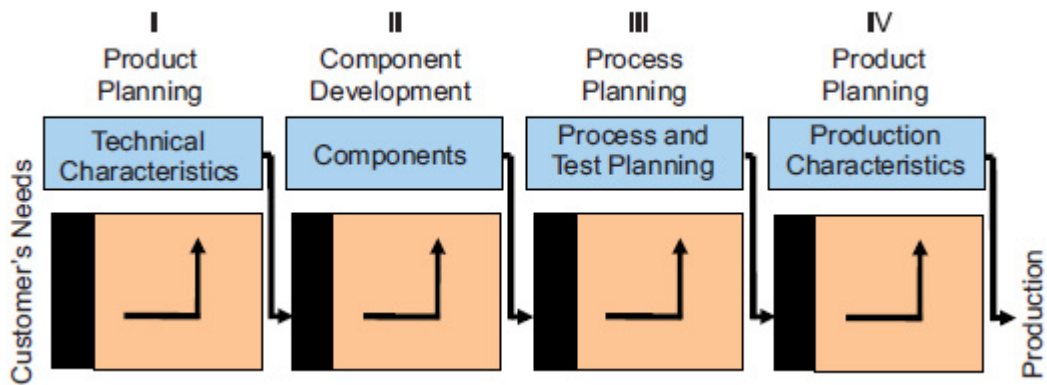 I
Product
Planning
II
Component
Development
III
Process
Planning
IV
Product
Planning
Technical
Characteristics
Components
Process and
Test Planning
Production
Characteristics
Customer's Needs
Production